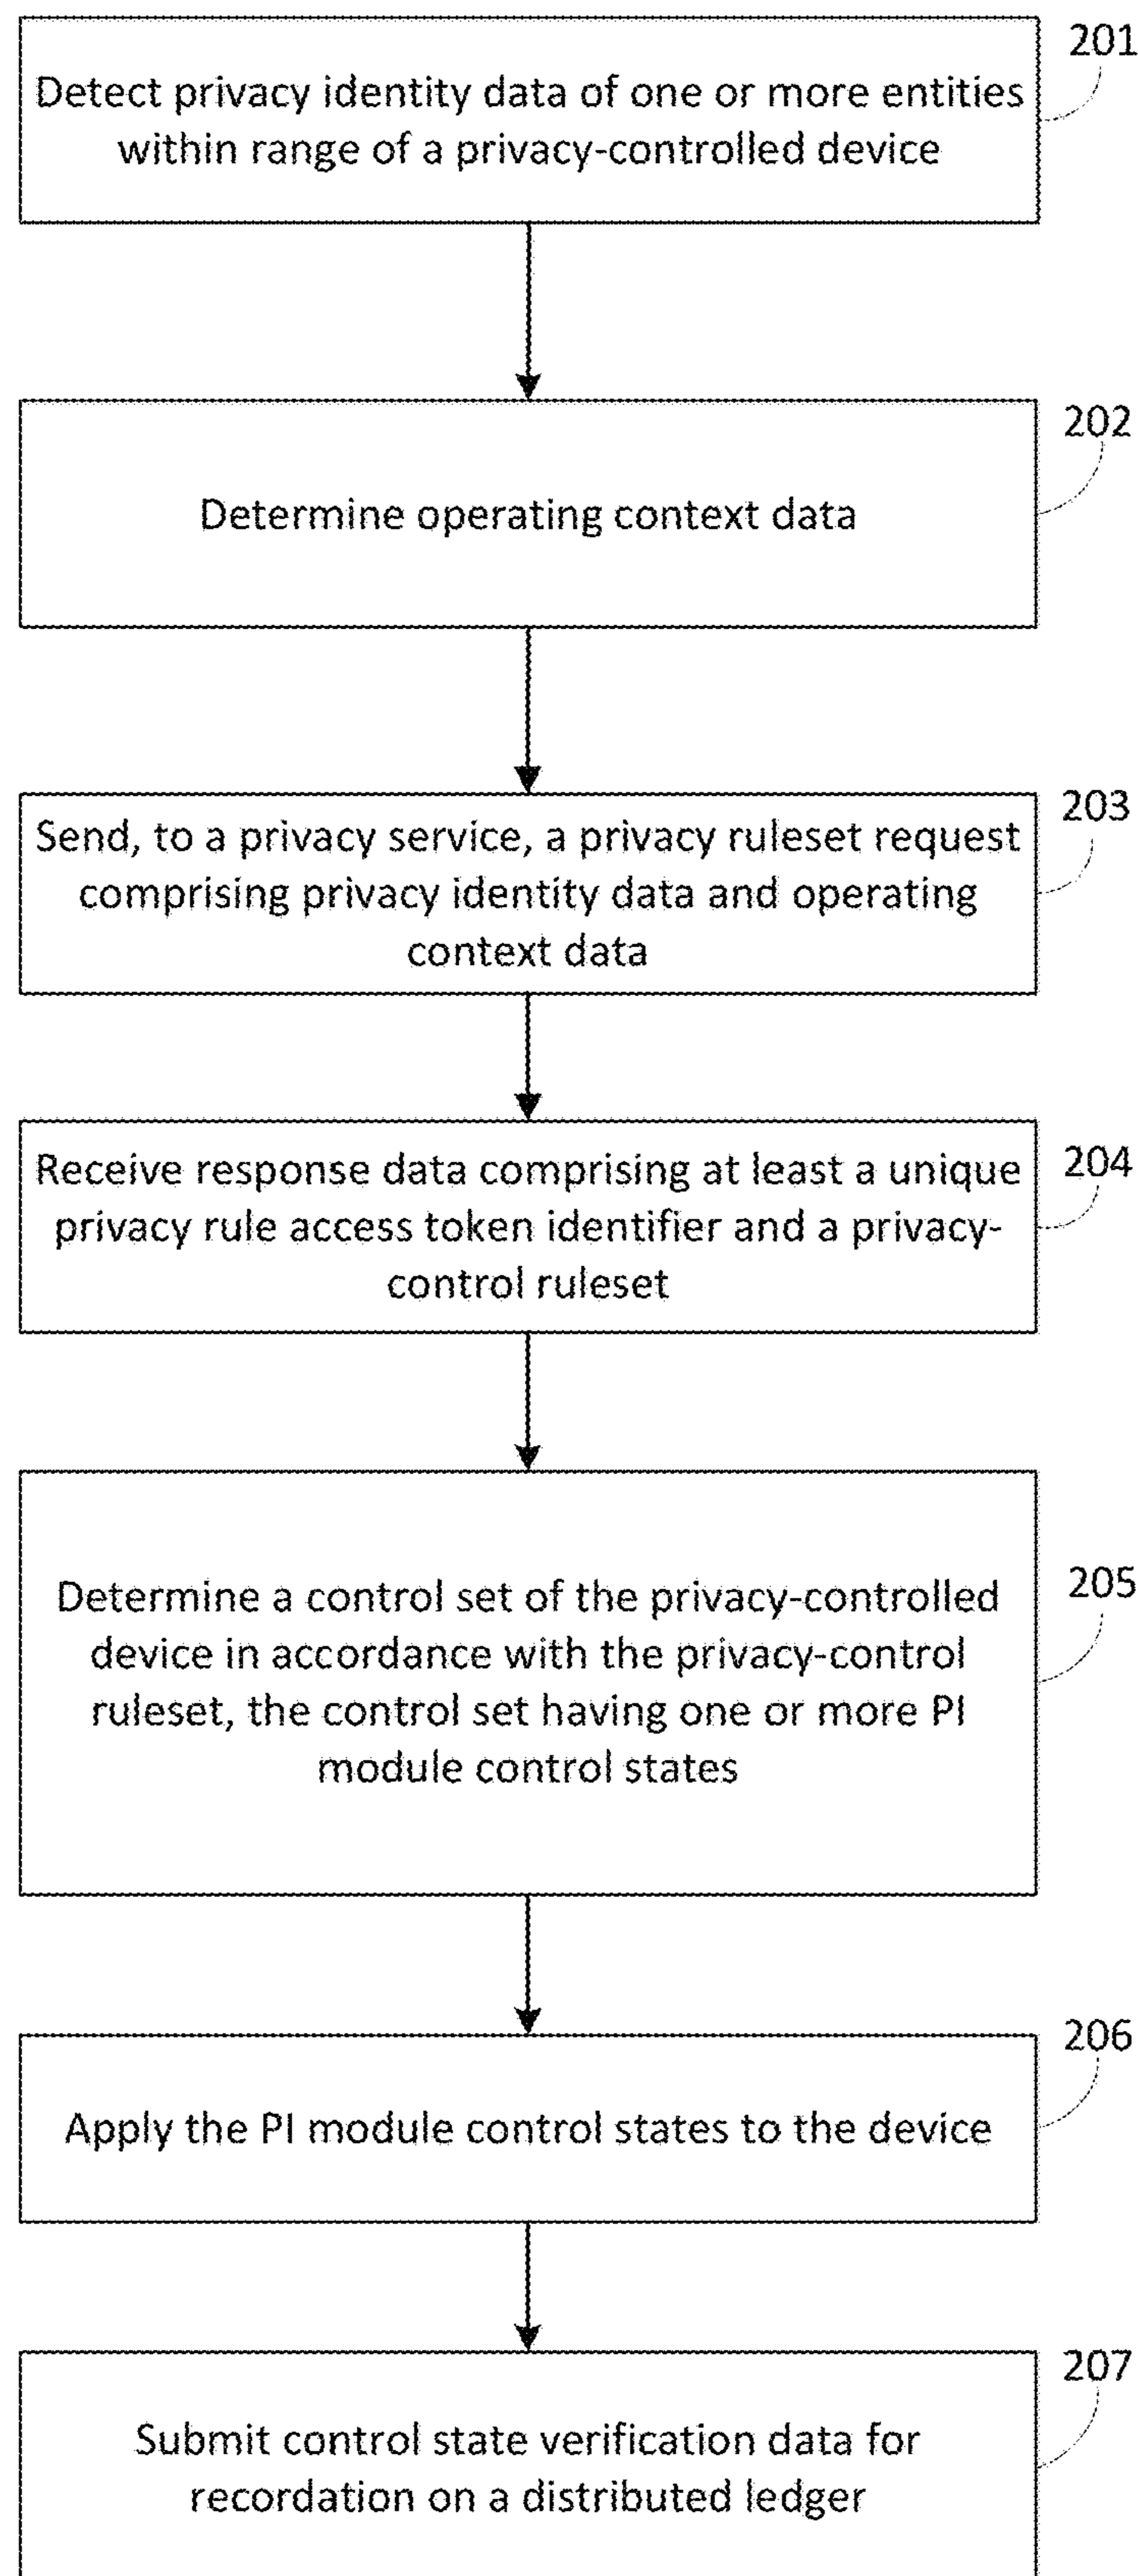 201
Detect privacy identity data of one or more entities
within range of a privacy-controlled device
202
Determine operating context data
203
Send, to a privacy service, a privacy ruleset request
comprising privacy identity data and operating
context data
204
Receive response data comprising at least a unique
privacy rule access token identifier and a privacy-
control ruleset
205
Determine a control set of the privacy-controlled
device in accordance with the privacy-control
ruleset, the control set having one or more PI
module control states
206
Apply the PI module control states to the device
207
Submit control state verification data for
recordation on a distributed ledger